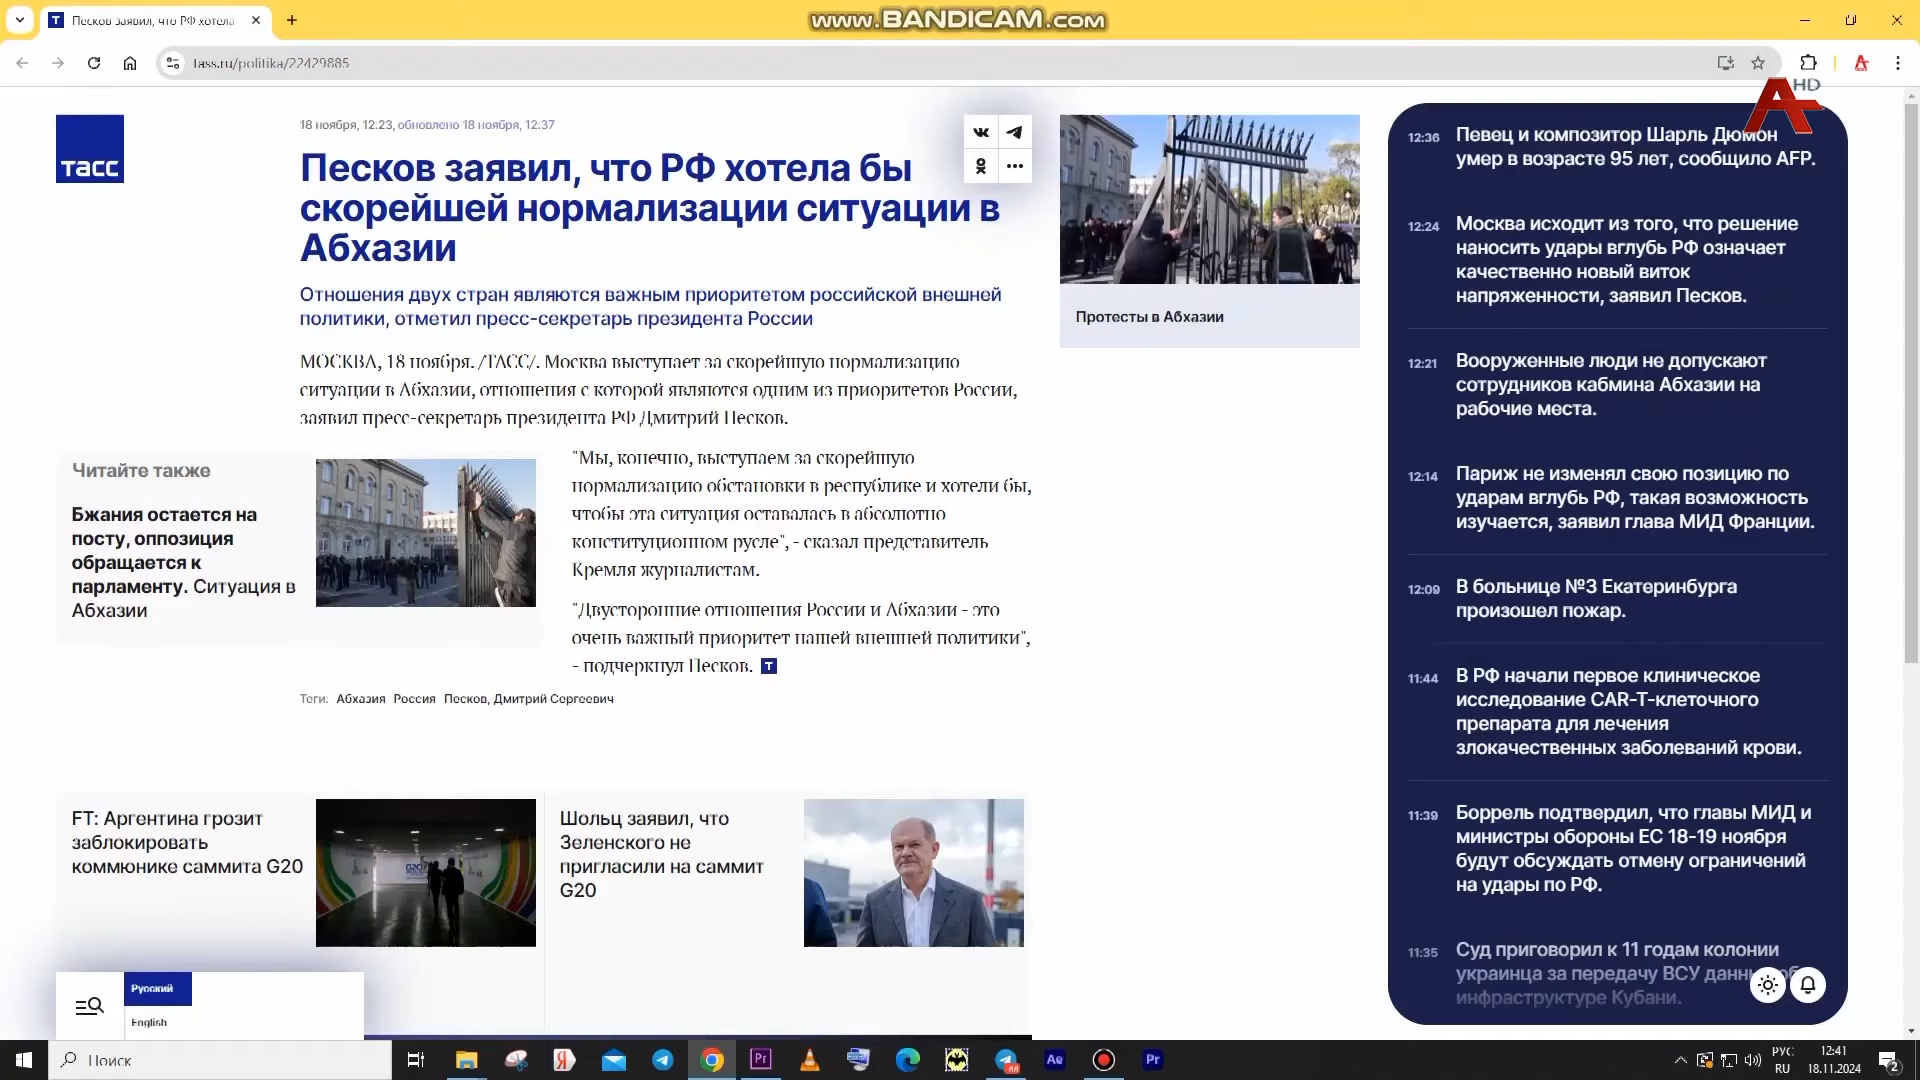 Песков заявил, что РФ хотела
www.BANDICAM.com
tass.ru/politika/22429885
HD
тасс
18 ноября, 12:23, обновлено 18 ноября, 12:37
Песков заявил, что РФ хотела бы
скорейшей нормализации ситуации в
Абхазии
Отношения двух стран являются важным приоритетом российской внешней
политики, отметил пресс-секретарь президента России
МОСКВА, 18 ноября. /ТАСС/. Москва выступает за скорейшую нормализацию
ситуации в Абхазии, отношения с которой являются одним из приоритетов России,
заявил пресс-секретарь президента РФ Дмитрий Песков.
Читайте также
Бжания остается на
посту, оппозиция
обращается к
парламенту. Ситуация в
Абхазии
"Мы, конечно, выступаем за скорейшую
нормализацию обстановки в республике и хотели бы,
чтобы эта ситуация оставалась в абсолютно
конституционном русле", - сказал представитель
Кремля журналистам.
"Двусторонние отношения России и Абхазии - это
очень важный приоритет нашей внешней политики",
- подчеркнул Песков.
Теги: Абхазия Россия Песков, Дмитрий Сергеевич
Протесты в Абхазии
FT: Аргентина грозит
заблокировать
коммюнике саммита G20
Шольц заявил, что
Зеленского не
пригласили на саммит
G20
Русский
English
12:36 Певец и композитор Шарль Дюмон
умер в возрасте 95 лет, сообщило AFP.
12:24 Москва исходит из того, что решение
наносить удары вглубь РФ означает
качественно новый виток
напряженности, заявил Песков.
12:21 Вооруженные люди не допускают
сотрудников кабмина Абхазии на
рабочие места.
12:14 Париж не изменял свою позицию по
ударам вглубь РФ, такая возможность
изучается, заявил глава МИД Франции.
12:09 В больнице №3 Екатеринбурга
произошел пожар.
11:44 В РФ начали первое клиническое
исследование CAR-T-клеточного
препарата для лечения
злокачественных заболеваний крови.
11:39 Боррель подтвердил, что главы МИД и
министры обороны ЕС 18-19 ноября
будут обсуждать отмену ограничений
на удары по РФ.
11:35 Суд приговорил к 11 годам колонии
украинца за передачу ВСУ
инфраструктуре Кубани.
Поиск
РУС
RU
12:41
18.11.2024
2